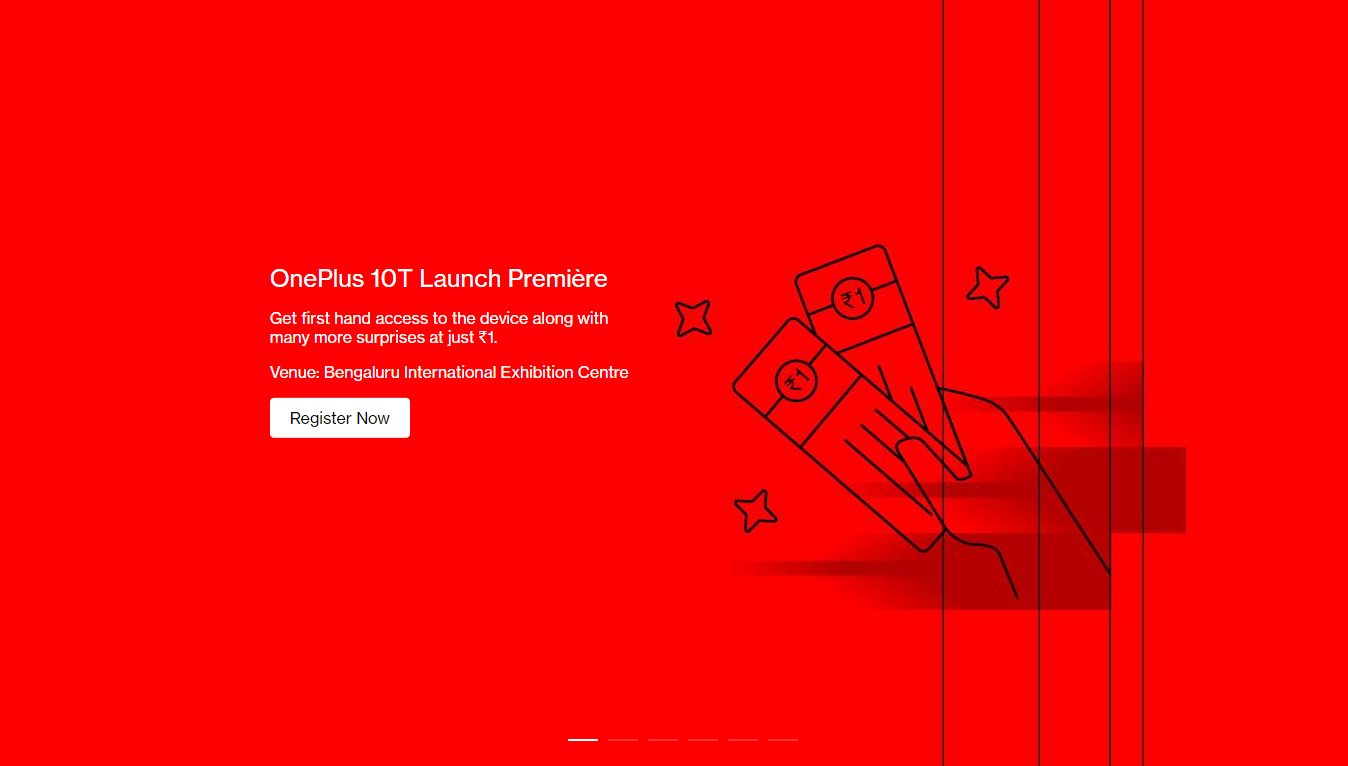 OnePlus 10T Launch Première
Get first hand access to the device along with
many more surprises at just ₹1.
Venue: Bengaluru International Exhibition Centre
Register Now
₹1
₹1